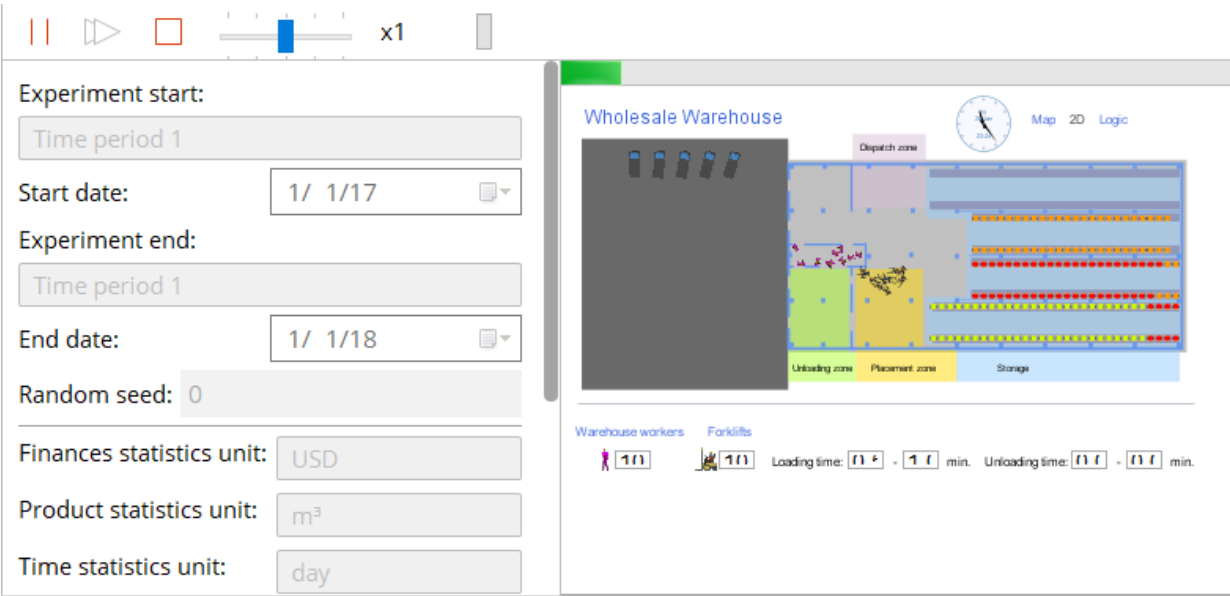 x1
Experiment start:
Time period 1
Start date: 1/ 1/17
Experiment end:
Time period 1
End date: 1/ 1/18
Random seed: 0
Finances statistics unit: USD
Product statistics unit: m³
Time statistics unit: day
Wholesale Warehouse
Map 2D Logic
Dispatch zone
Unloading zone Placement zone Storage
Warehouse workers Forklifts
Loading time: - min. Unloading time: - min.